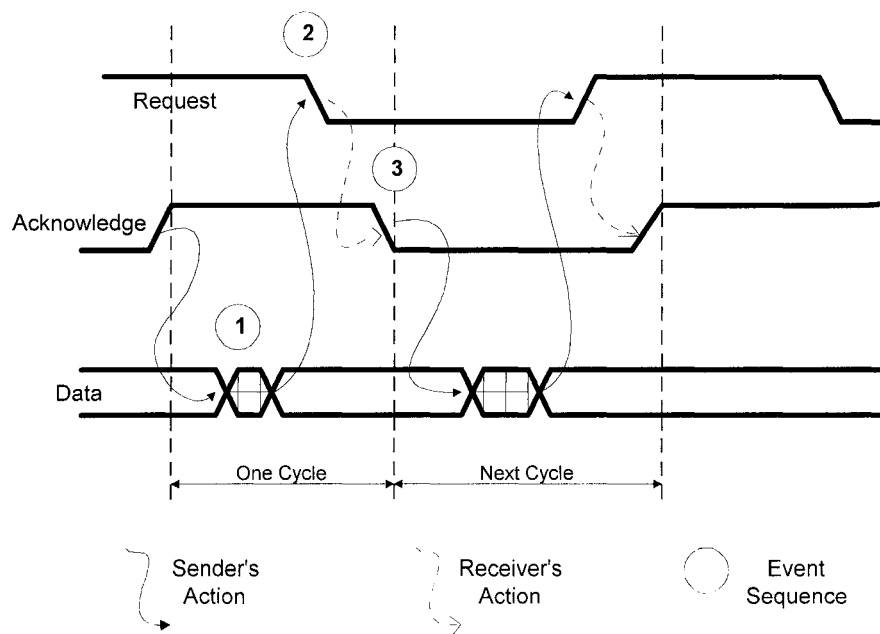 2
Request
3
Acknowledge
1
Data
One Cycle
Next Cycle
Sender's
Action
Receiver's
Action
Event
Sequence